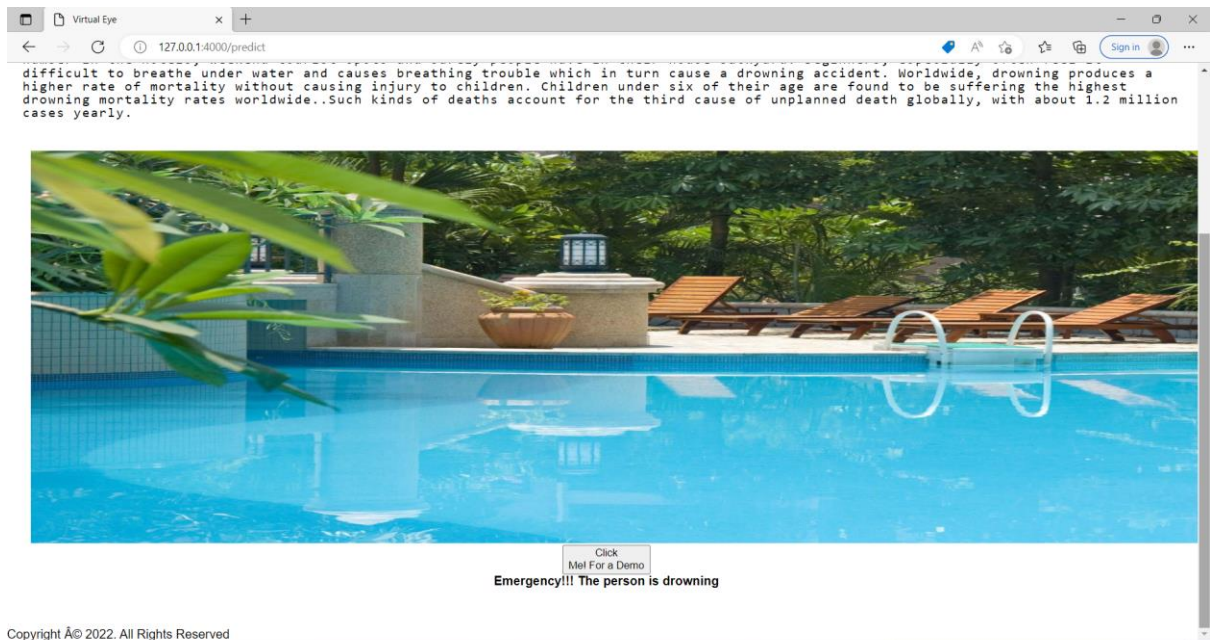 Virtual Eye
127.0.0.1:4000/predict
Sign in
difficult to breathe under water and causes breathing trouble which in turn cause a drowning accident. Worldwide, drowning produces a
higher rate of mortality without causing injury to children. Children under six of their age are found to be suffering the highest
drowning mortality rates worldwide..Such kinds of deaths account for the third cause of unplanned death globally, with about 1.2 million
cases yearly.
Click
Me! For a Demo
Emergency!!! The person is drowning
Copyright Â© 2022. All Rights Reserved